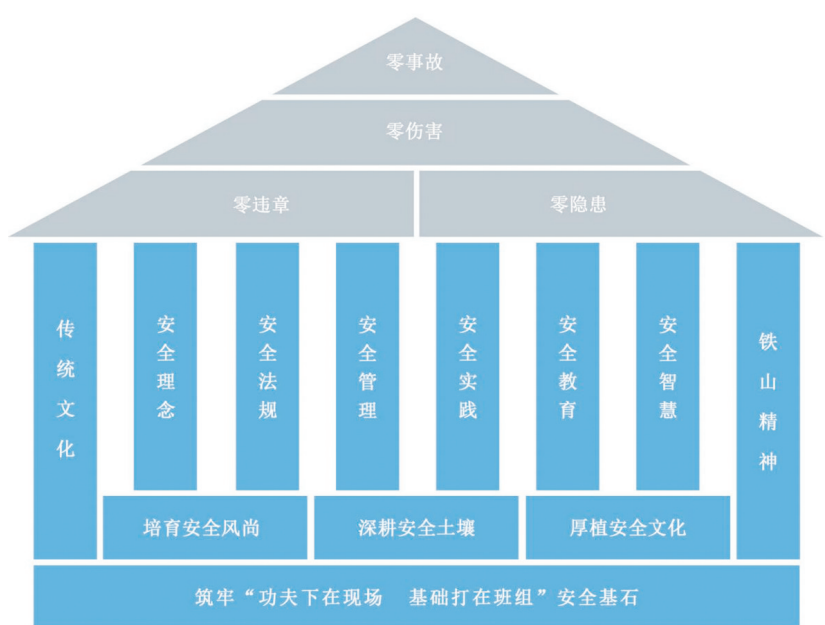 零事故
零伤害
零违章
零隐患
传统文化
安全理念
安全法规
安全管理
安全实践
安全教育
安全智慧
铁山精神
培育安全风尚
深耕安全土壤
厚植安全文化
筑牢“功夫下在现场 基础打在班组”安全基石